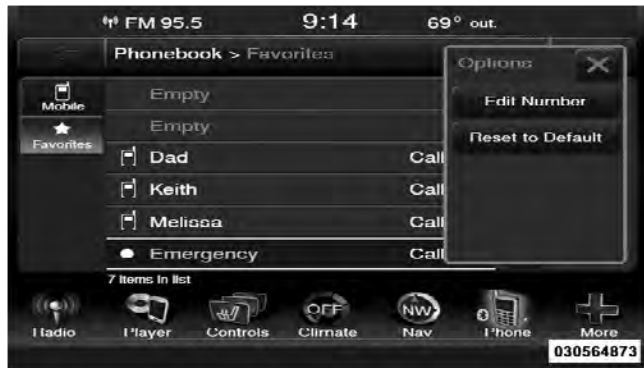 FM 95.5 9:14 69° out.
Phonebook > Favorites
Options
Mobile
Empty
Edit Number
Favorites
Empty
Reset to Default
Dad Call
Keith Call
Melissa Call
Emergency Call
7 Items In list
OFF
NW
Radio Player Controls Climate Nav Phone More
030564873